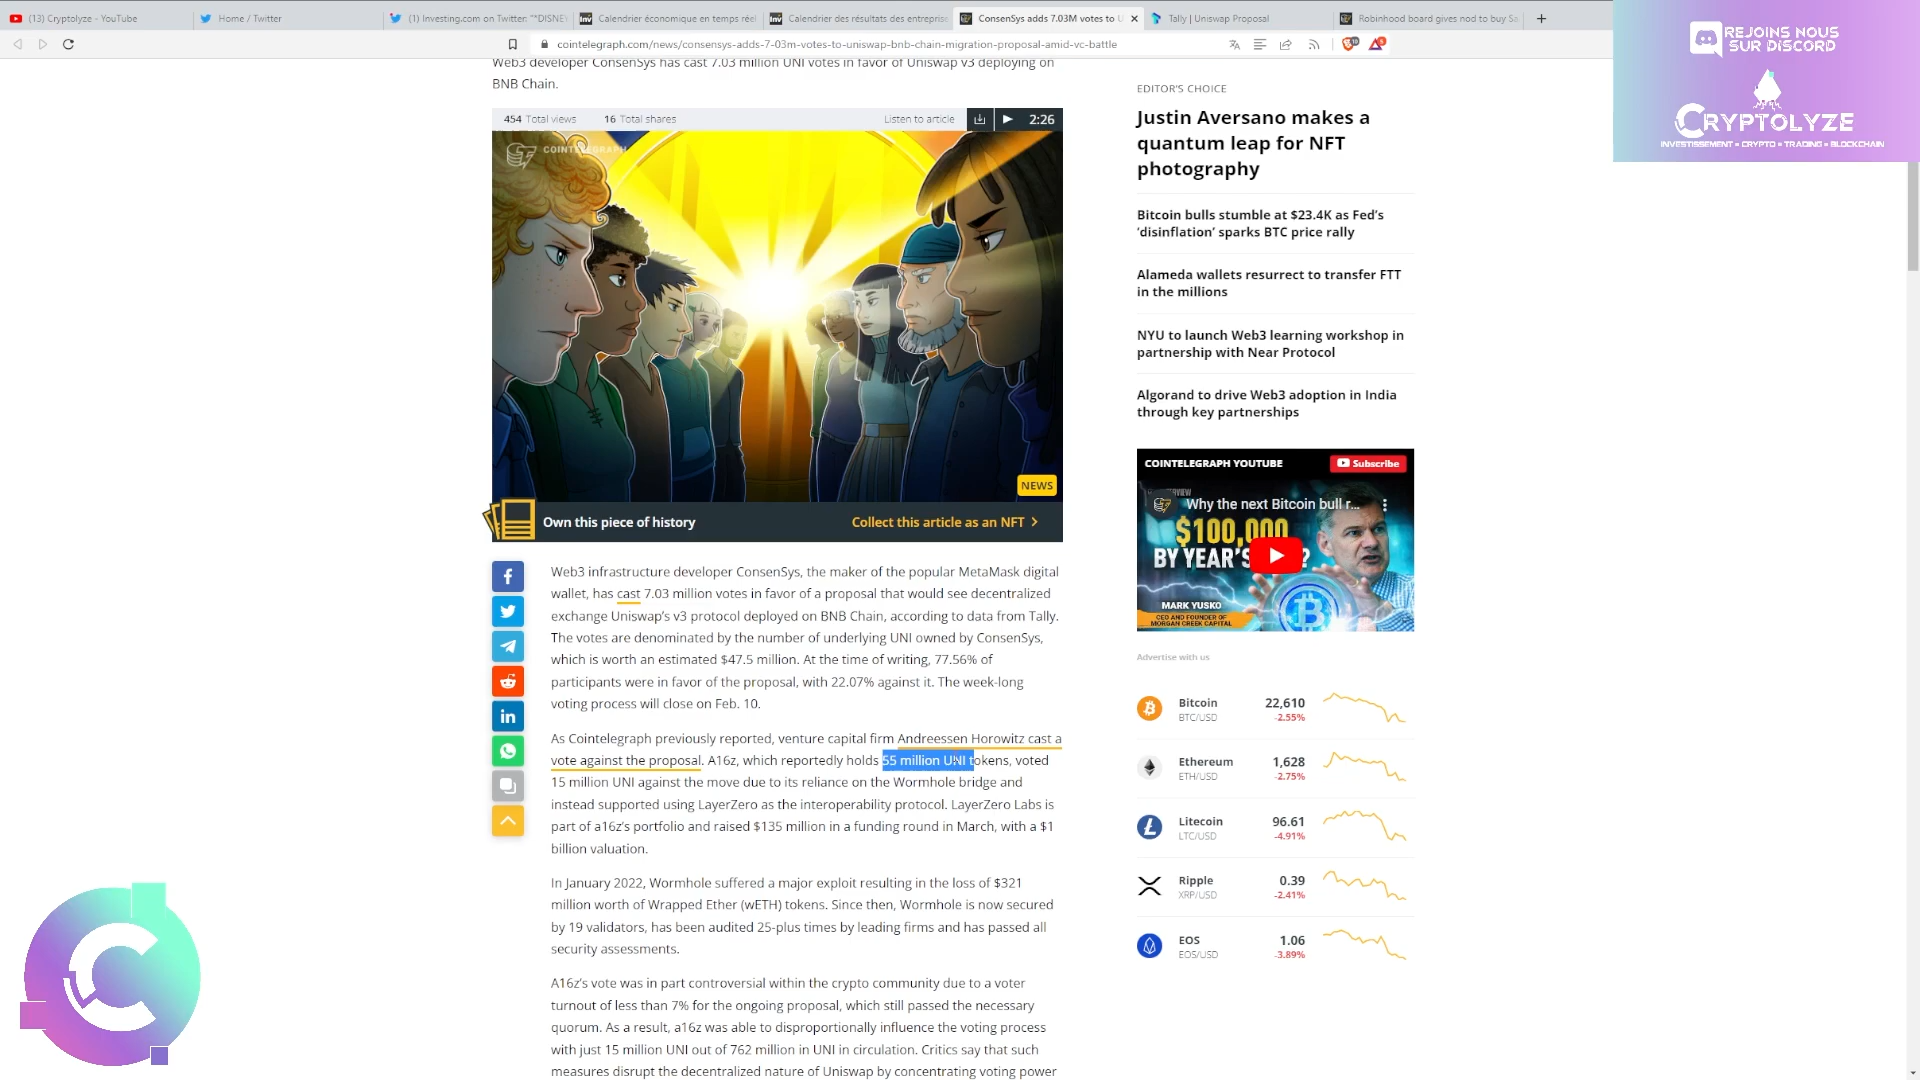 (13) Cryptolyze - YouTube
Home / Twitter
(1) Investing.com on Twitter: "*DISNE
Calendrier économique en temps réel
Calendrier des résultats des entreprise
ConsenSys adds 7.03M votes to U
Tally | Uniswap Proposal
Robinhood board gives nod to buy Sa
cointelegraph.com/news/consensys-adds-7-03m-votes-to-uniswap-bnb-chain-migration-proposal-amid-vc-battle
REJOINS NOUS
SUR DISCORD
CRYPTOLYZE
INVESTISSEMENT • CRYPTO • TRADING • BLOCKCHAIN
Web3 developer ConsenSys has cast 7.03 million UNI votes in favor of Uniswap v3 deploying on
BNB Chain.
454 Total views
16 Total shares
Listen to article
2:26
COINTELEGRAPH
NEWS
Own this piece of history
Collect this article as an NFT
Web3 infrastructure developer ConsenSys, the maker of the popular MetaMask digital
wallet, has cast 7.03 million votes in favor of a proposal that would see decentralized
exchange Uniswap's v3 protocol deployed on BNB Chain, according to data from Tally.
The votes are denominated by the number of underlying UNI owned by ConsenSys,
which is worth an estimated $47.5 million. At the time of writing, 77.56% of
participants were in favor of the proposal, with 22.07% against it. The week-long
voting process will close on Feb. 10.
As Cointelegraph previously reported, venture capital firm Andreessen Horowitz cast a
vote against the proposal. A16z, which reportedly holds 55 million UNI tokens, voted
15 million UNI against the move due to its reliance on the Wormhole bridge and
instead supported using LayerZero as the interoperability protocol. LayerZero Labs is
part of a16z's portfolio and raised $135 million in a funding round in March, with a $1
billion valuation.
In January 2022, Wormhole suffered a major exploit resulting in the loss of $321
million worth of Wrapped Ether (wETH) tokens. Since then, Wormhole is now secured
by 19 validators, has been audited 25-plus times by leading firms and has passed all
security assessments.
A16z's vote was in part controversial within the crypto community due to a voter
turnout of less than 7% for the ongoing proposal, which still passed the necessary
quorum. As a result, a16z was able to disproportionally influence the voting process
with just 15 million UNI out of 762 million in UNI in circulation. Critics say that such
measures disrupt the decentralized nature of Uniswap by concentrating voting power
EDITOR'S CHOICE
Justin Aversano makes a
quantum leap for NFT
photography
Bitcoin bulls stumble at $23.4K as Fed's
'disinflation' sparks BTC price rally
Alameda wallets resurrect to transfer FTT
in the millions
NYU to launch Web3 learning workshop in
partnership with Near Protocol
Algorand to drive Web3 adoption in India
through key partnerships
COINTELEGRAPH YOUTUBE
Subscribe
Why the next Bitcoin bull r...
$100,000
BY YEAR'S
?
MARK YUSKO
CEO AND FOUNDER OF
MORGAN CREEK CAPITAL
Advertise with us
Bitcoin 22,610
BTC/USD -2.55%
Ethereum 1,628
ETH/USD -2.75%
Litecoin 96.61
LTC/USD -4.91%
Ripple 0.39
XRP/USD -2.41%
EOS 1.06
EOS/USD -3.89%